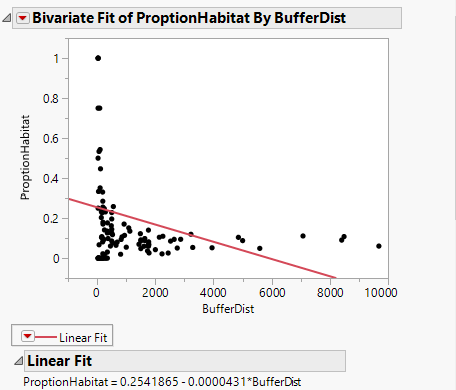 Bivariate Fit of ProptionHabitat By BufferDist
1
0.8
0.6
0.4
0.2
0
ProptionHabitat
0
2000
4000
6000
8000
10000
BufferDist
Linear Fit
Linear Fit
ProptionHabitat = 0.2541865 - 0.0000431*BufferDist